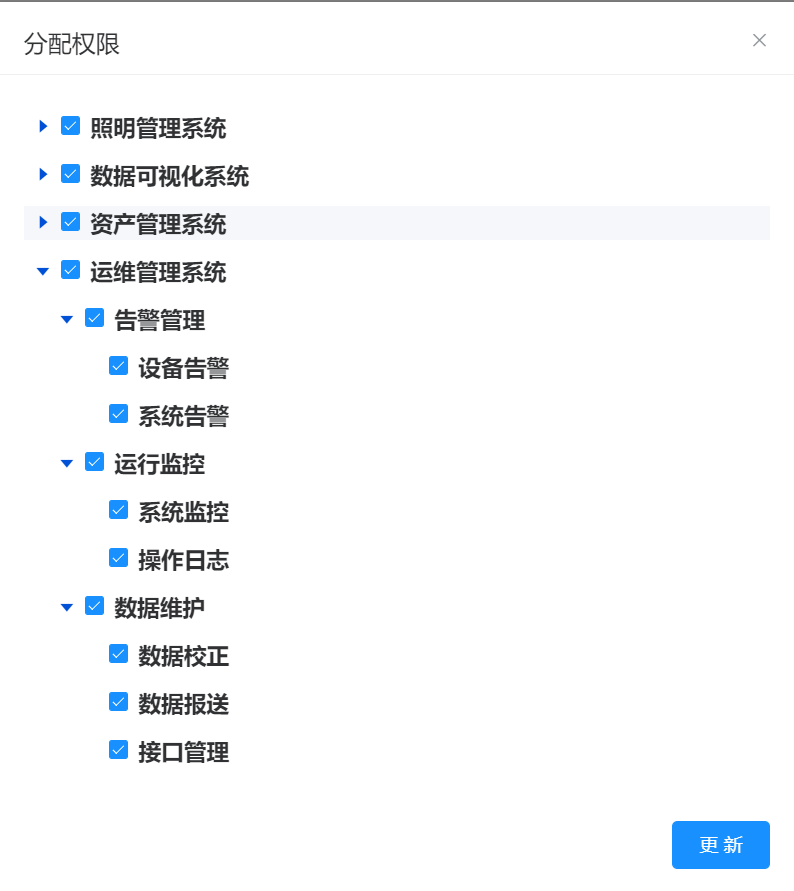 分配权限
照明管理系统
数据可视化系统
资产管理系统
运维管理系统
告警管理
设备告警
系统告警
运行监控
系统监控
操作日志
数据维护
数据校正
数据报送
接口管理
更新